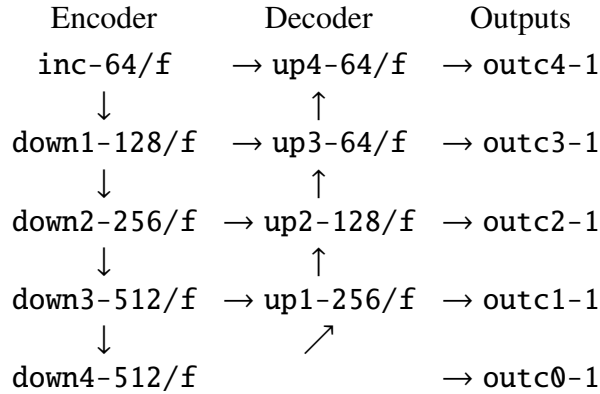 Encoder Decoder Outputs
inc-64/f → up4-64/f → outc4-1
↓ ↑
down1-128/f → up3-64/f → outc3-1
↓ ↑
down2-256/f → up2-128/f → outc2-1
↓ ↑
down3-512/f → up1-256/f → outc1-1
↓ ↗
down4-512/f → outc0-1